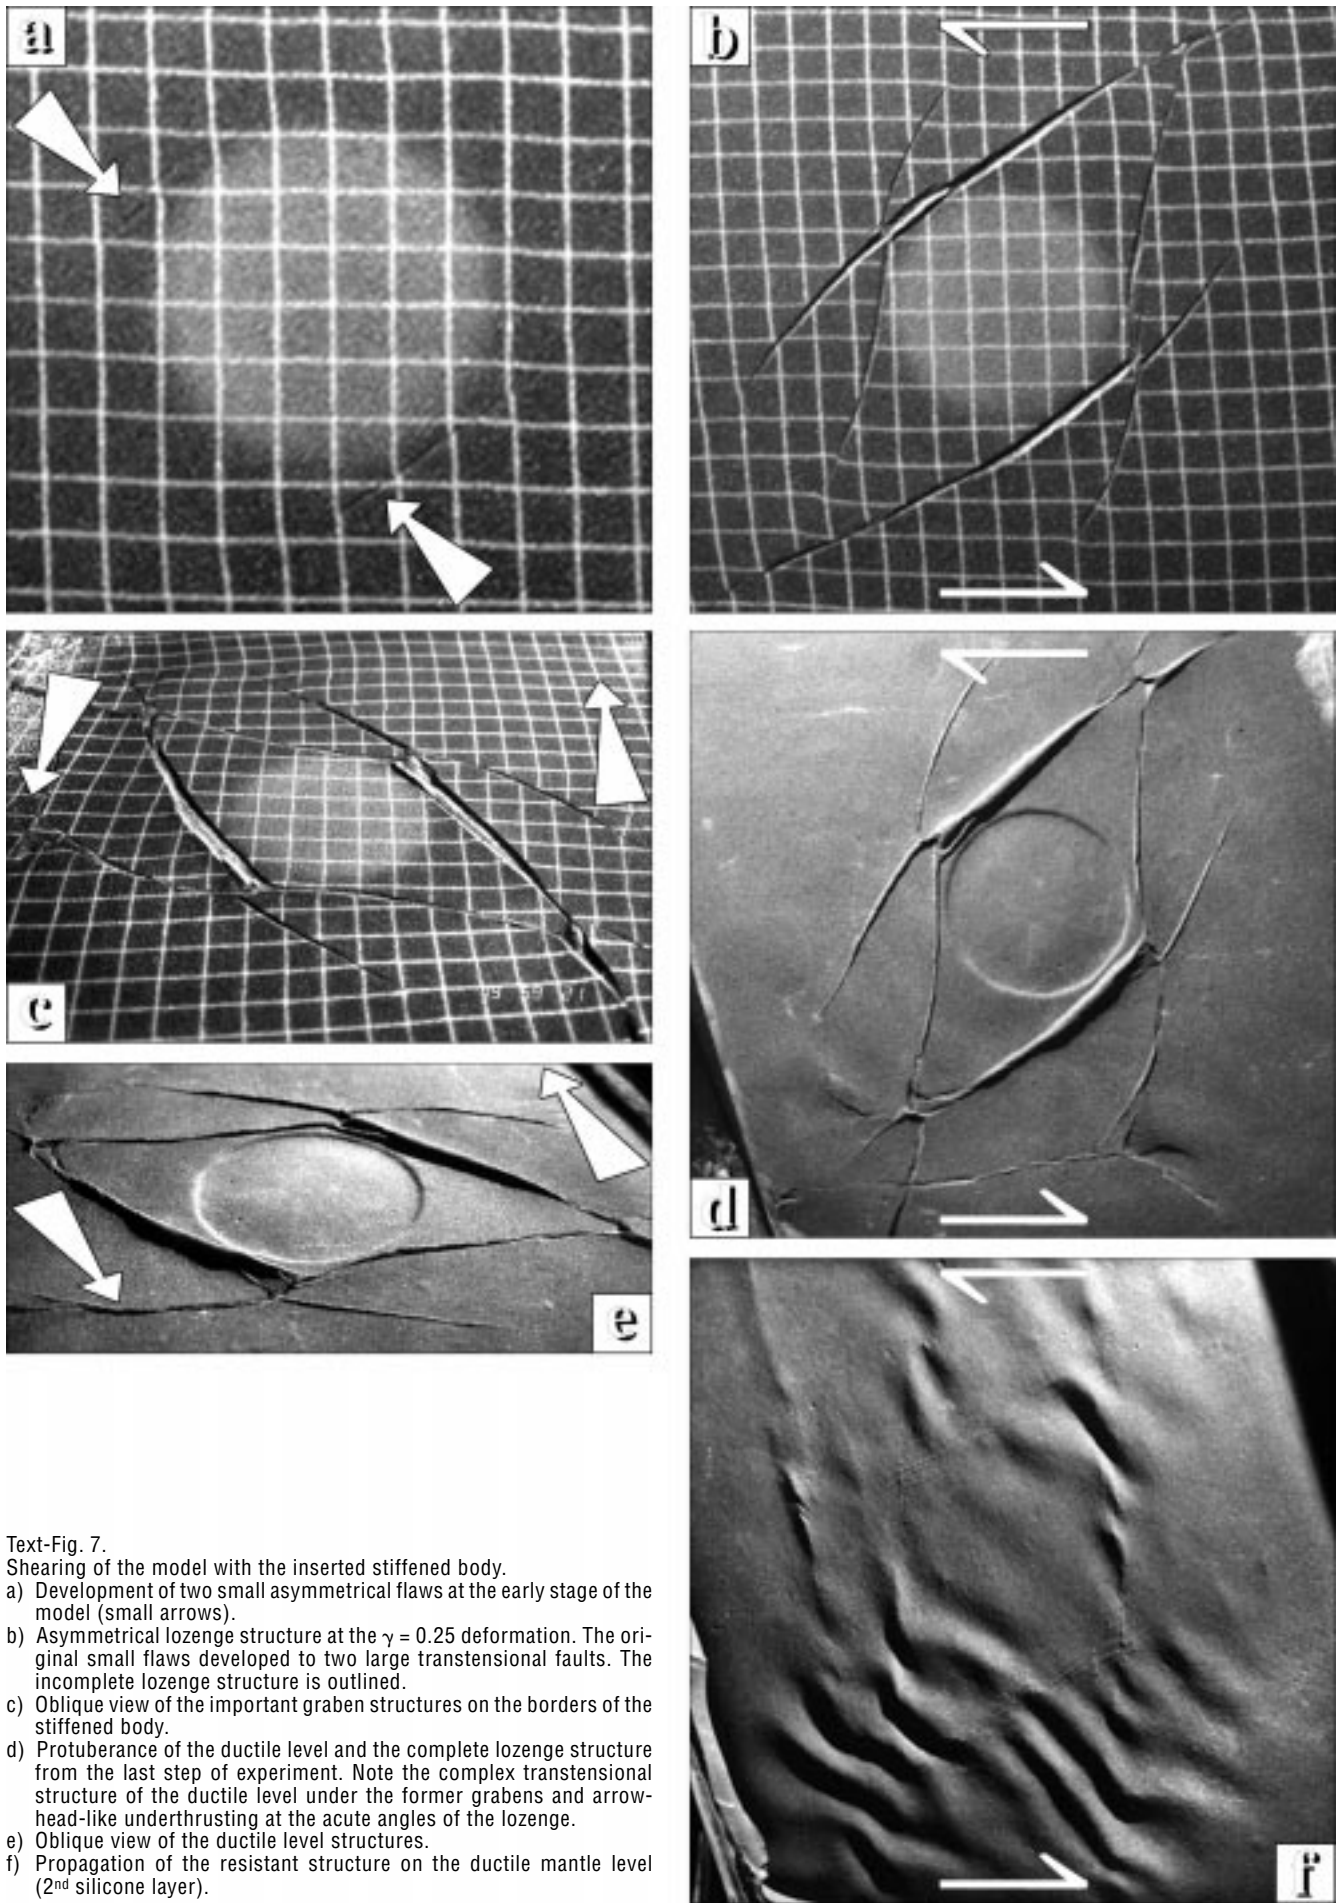 a
b
c
d
e
f
Text-Fig. 7.
Shearing of the model with the inserted stiffened body.
a) Development of two small asymmetrical flaws at the early stage of the
model (small arrows).
b) Asymmetrical lozenge structure at the γ = 0.25 deformation. The ori-
ginal small flaws developed to two large transtensional faults. The
incomplete lozenge structure is outlined.
c) Oblique view of the important graben structures on the borders of the
stiffened body.
d) Protuberance of the ductile level and the complete lozenge structure
from the last step of experiment. Note the complex transtensional
structure of the ductile level under the former grabens and arrow-
head-like underthrusting at the acute angles of the lozenge.
e) Oblique view of the ductile level structures.
f) Propagation of the resistant structure on the ductile mantle level
(2nd silicone layer).